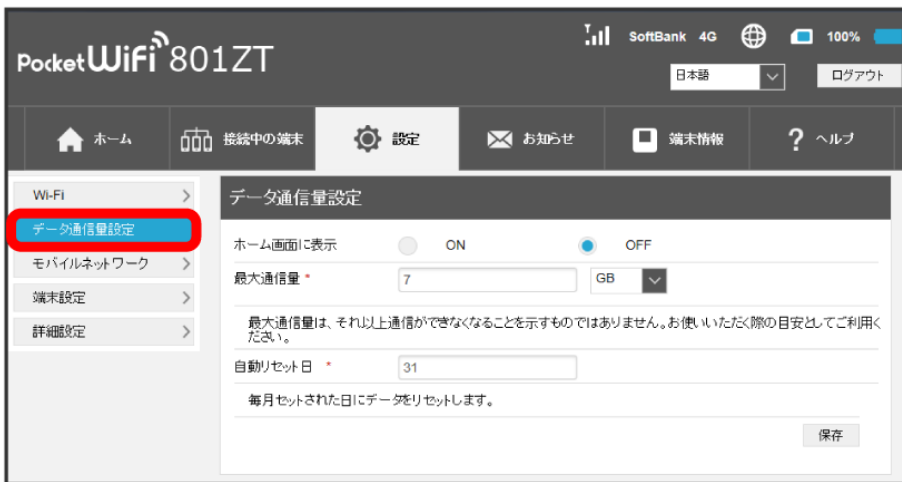 Pocket WiFi 801ZT
SoftBank 4G 100%
日本語 ログアウト
ホーム 接続中の端末 設定 お知らせ 端末情報 ? ヘルプ
Wi-Fi
データ通信量設定
モバイルネットワーク
端末設定
詳細設定
データ通信量設定
ホーム画面に表示 ON OFF
最大通信量 * 7 GB
最大通信量は、それ以上通信ができなくなることを示すものではありません。お使いいただく際の目安としてご利用く
ださい。
自動リセット日 * 31
毎月セットされた日にデータをリセットします。
保存